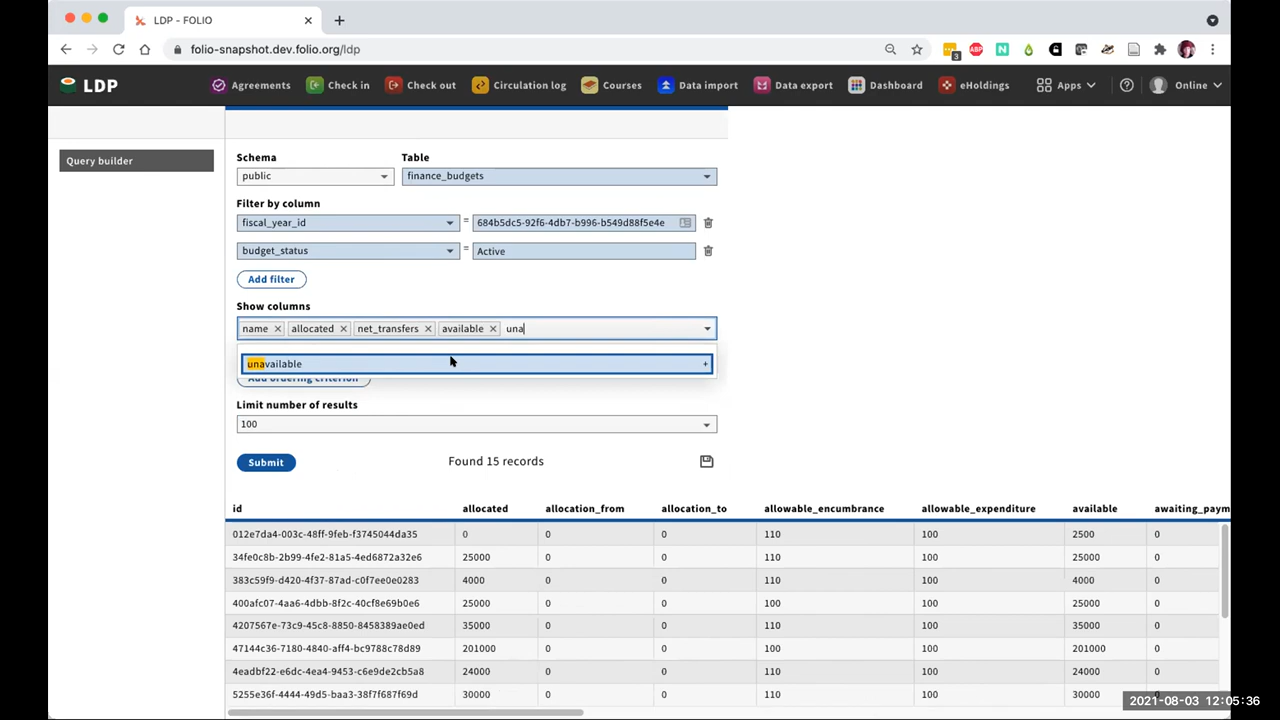 LDP - FOLIO
folio-snapshot.dev.folio.org/ldp
3
ABP
N
LDP
Agreements
Check in
Check out
Circulation log
Courses
Data import
Data export
Dashboard
eHoldings
Apps
Online
Query builder
Schema Table
public finance_budgets
Filter by column
fiscal_year_id = 684b5dc5-92f6-4db7-b996-b549d88f5e4e
budget_status = Active
Add filter
Show columns
name × allocated × net_transfers × available × una
unavailable +
Add ordering criterion
Limit number of results
100
Submit Found 15 records
id allocated allocation_from allocation_to allowable_encumbrance allowable_expenditure available awaiting_paym
012e7da4-003c-48ff-9feb-f3745044da35 0 0 0 110 100 2500 0
34fe0c8b-2b99-4fe2-81a5-4ed6872a32e6 25000 0 0 110 100 25000 0
383c59f9-d420-4f37-87ad-c0f7ee0e0283 4000 0 0 110 100 4000 0
400afc07-4aa6-4dbb-8f2c-40cf8e69b0e6 25000 0 0 100 100 25000 0
4207567e-73c9-45c8-8850-8458389ae0ed 35000 0 0 110 100 35000 0
47144c36-7180-4840-aff4-bc9788c78d89 201000 0 0 100 100 201000 0
4eadbf22-e6dc-4ea4-9453-c6e9de2cb5a8 24000 0 0 110 100 24000 0
5255e36f-4444-49d5-baa3-38f7f687f69d 30000 0 0 110 100 30000
2021-08-03 12:05:36